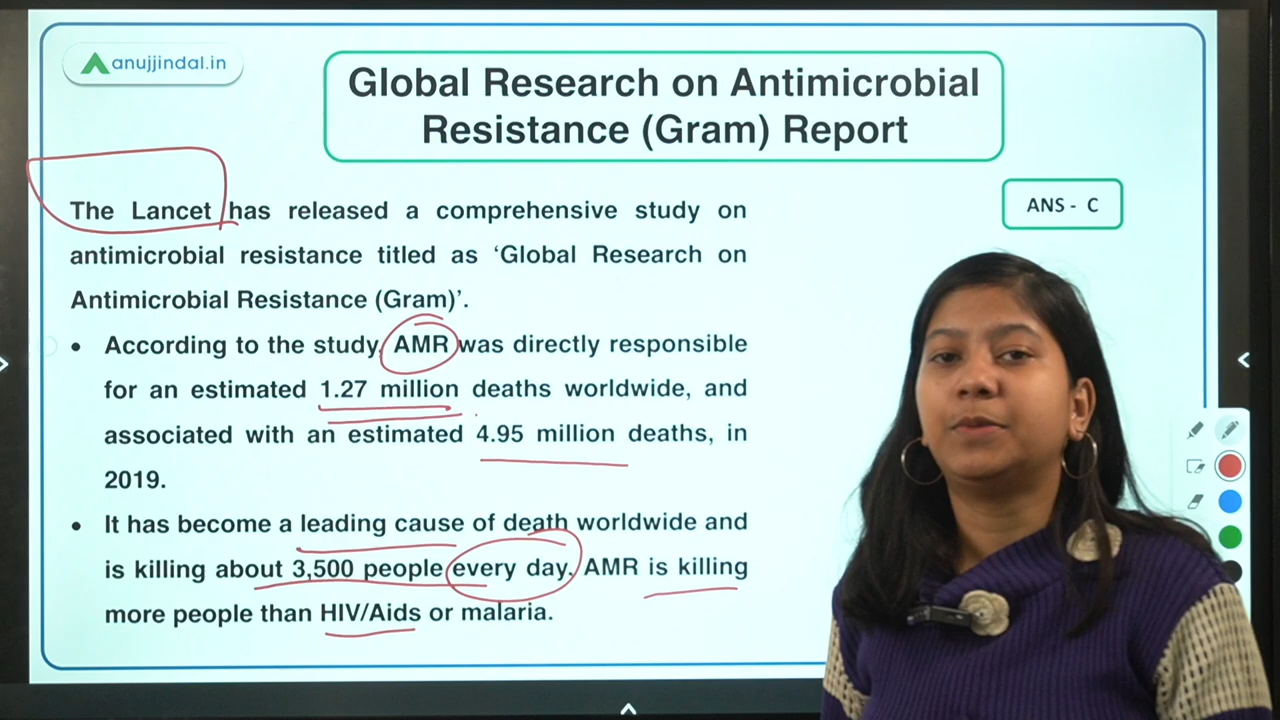 anujjindal.in
Global Research on Antimicrobial
Resistance (Gram) Report
ANS - C
The Lancet has released a comprehensive study on
antimicrobial resistance titled as ‘Global Research on
Antimicrobial Resistance (Gram)’.
• According to the study, AMR was directly responsible
for an estimated 1.27 million deaths worldwide, and
associated with an estimated 4.95 million deaths, in
2019.
• It has become a leading cause of death worldwide and
is killing about 3,500 people every day. AMR is killing
more people than HIV/Aids or malaria.